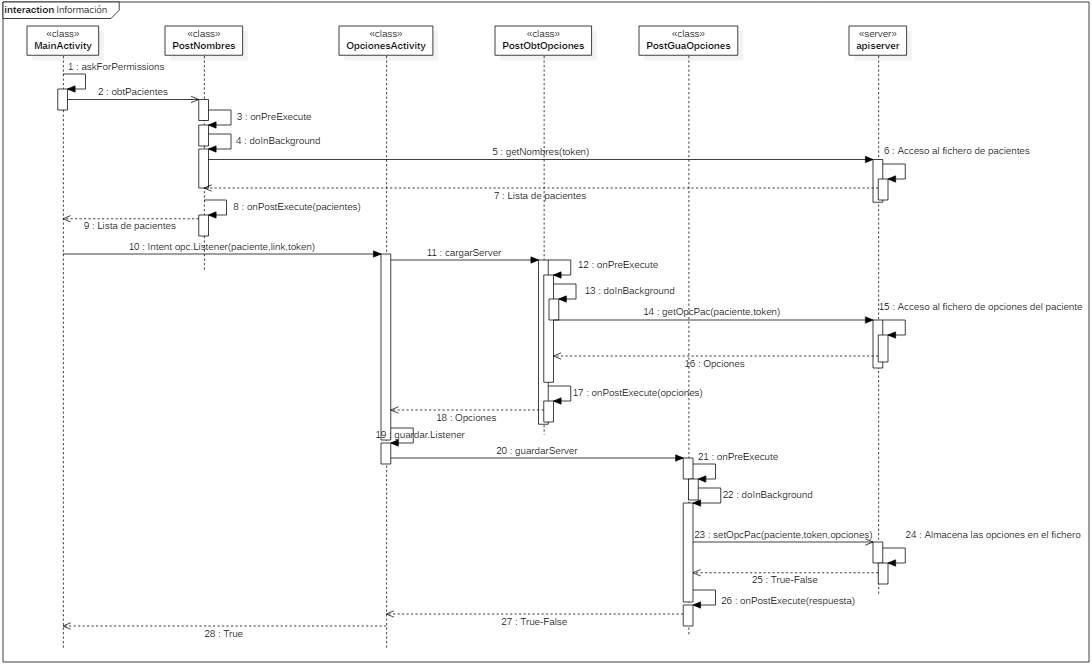 interaction Información
«class»
MainActivity
«class»
PostNombres
«class»
OpcionesActivity
«class»
PostObtOpciones
«class»
PostGuaOpciones
«server»
apiserver
1 : askForPermissions
2 : obtPacientes
3 : onPreExecute
4 : doInBackground
5 : getNombres(token)
6 : Acceso al fichero de pacientes
7 : Lista de pacientes
8 : onPostExecute(pacientes)
9 : Lista de pacientes
10 : Intent opc.Listener(paciente,link,token)
11 : cargarServer
12 : onPreExecute
13 : doInBackground
14 : getOpcPac(paciente,token)
15 : Acceso al fichero de opciones del paciente
16 : Opciones
17 : onPostExecute(opciones)
18 : Opciones
19 : guardar.Listener
20 : guardarServer
21 : onPreExecute
22 : doInBackground
23 : setOpcPac(paciente,token,opciones)
24 : Almacena las opciones en el fichero
25 : True-False
26 : onPostExecute(respuesta)
27 : True-False
28 : True